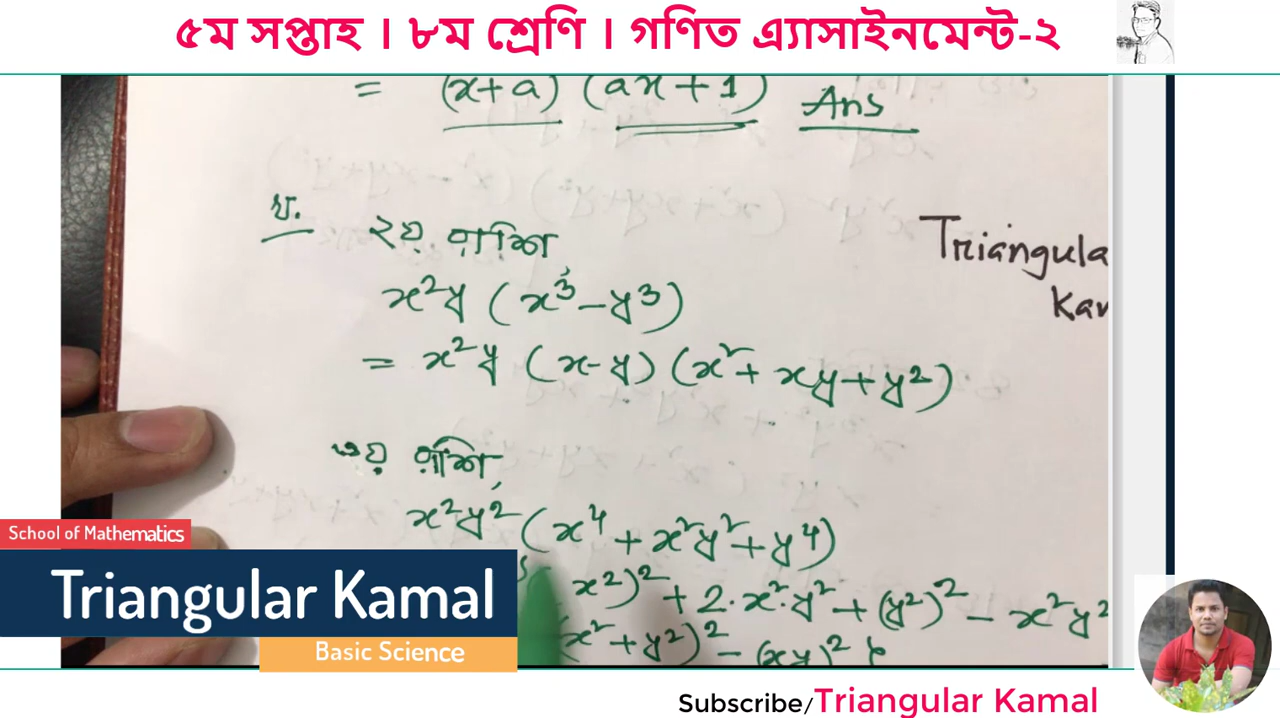 ৫ম সপ্তাহ । ৮ম শ্রেণি । গণিত এ্যাসাইনমেন্ট-২
= (x+a) (ax+1) Ans
খ. ২য় রাশি
x²y (x³-y³)
= x²y (x-y) (x²+xy+y²)
Triangula
Kar
৩য় রাশি,
x²y² (x⁴+x²y²+y⁴)
x²)²+2.x².y²+(y²)²-x²y²
(x²+y²)²-(xy)²
School of Mathematics
Triangular Kamal
Basic Science
Subscribe/Triangular Kamal